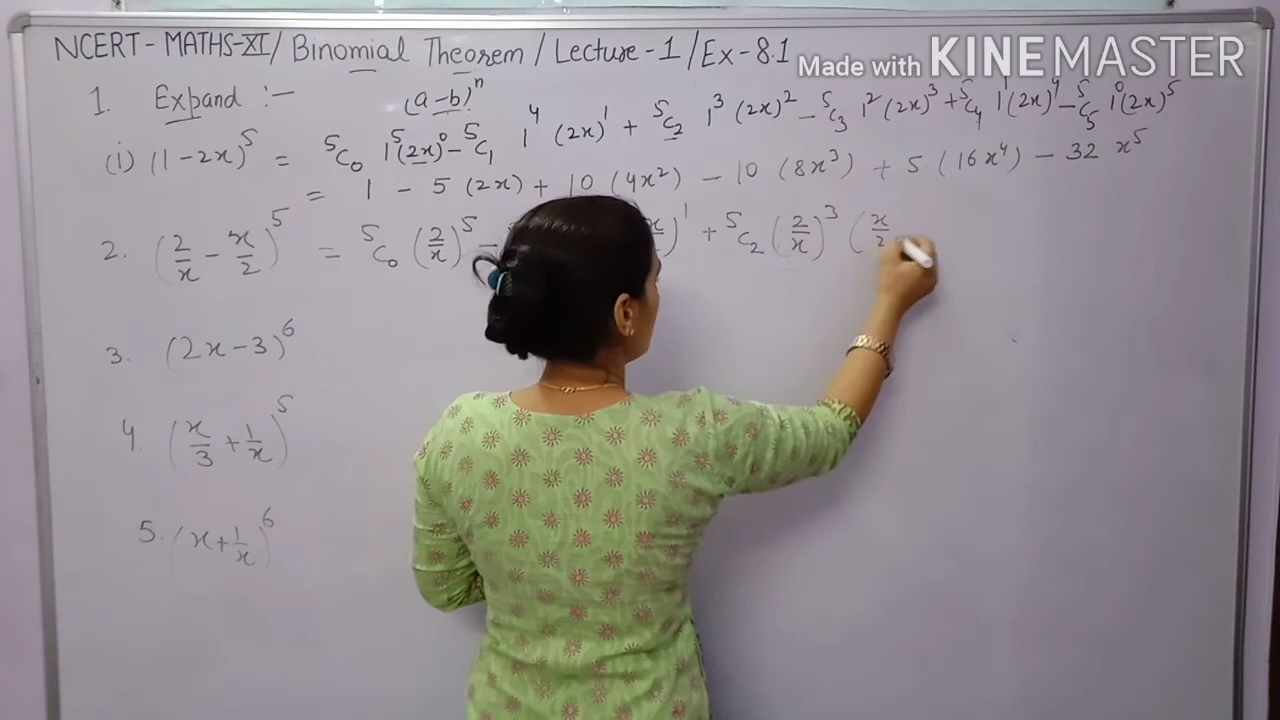 NCERT - MATHS-XI / Binomial Theorem / Lecture - 1 / Ex - 8.1
Made with KINEMASTER
1. Expand :- (a-b)^n
(i) (1-2x)^5 = ⁵C₀ 1^5 (2x)^0 - ⁵C₁ 1^4 (2x)^1 + ⁵C₂ 1^3 (2x)^2 - ⁵C₃ 1^2 (2x)^3 + ⁵C₄ 1^1 (2x)^4 - ⁵C₅ 1^0 (2x)^5
= 1 - 5 (2x) + 10 (4x^2) - 10 (8x^3) + 5 (16x^4) - 32 x^5
2. (2/x - x/2)^5 = ⁵C₀ (2/x)^5 - )^1 + ⁵C₂ (2/x)^3 (x/2
3. (2x-3)^6
4. (x/3 + 1/x)^5
5. (x + 1/x)^6